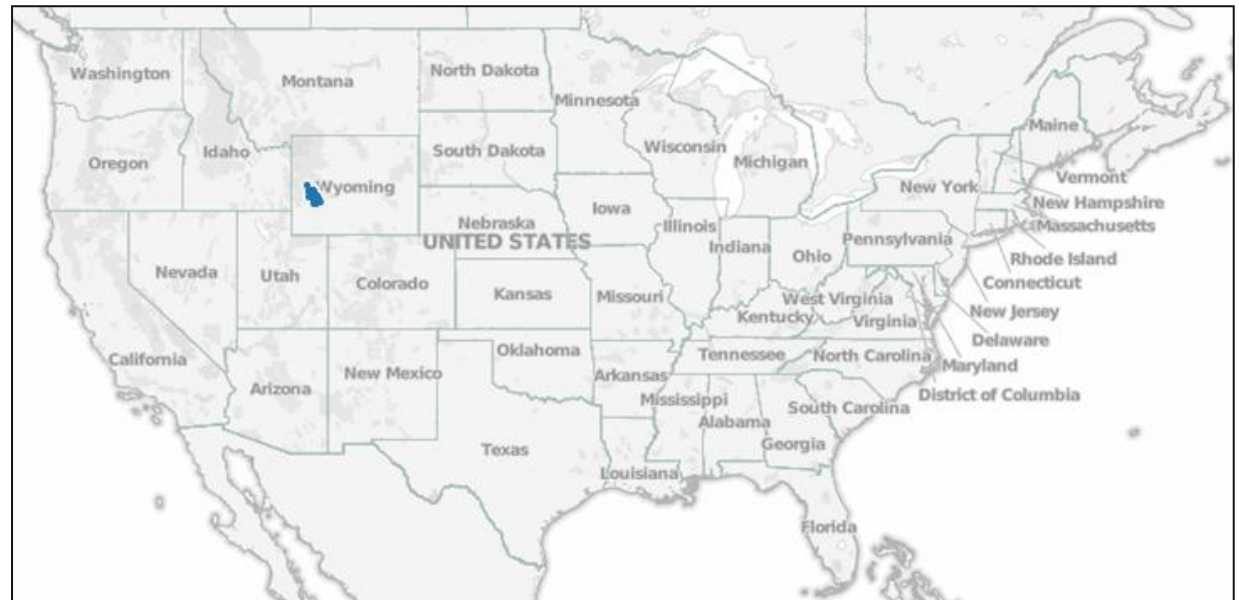 Washington
Montana
North Dakota
Minnesota
Maine
Oregon
Idaho
South Dakota
Wisconsin
Michigan
Vermont
Wyoming
New York
New Hampshire
Nebraska
Iowa
Illinois
Massachusetts
UNITED STATES
Indiana
Ohio
Pennsylvania
Rhode Island
Nevada
Utah
Colorado
Kansas
Missouri
West Virginia
Connecticut
Kentucky
Virginia
New Jersey
Delaware
California
Oklahoma
Tennessee
North Carolina
Maryland
Arizona
New Mexico
Arkansas
Mississippi
South Carolina
District of Columbia
Alabama
Georgia
Texas
Louisiana
Florida